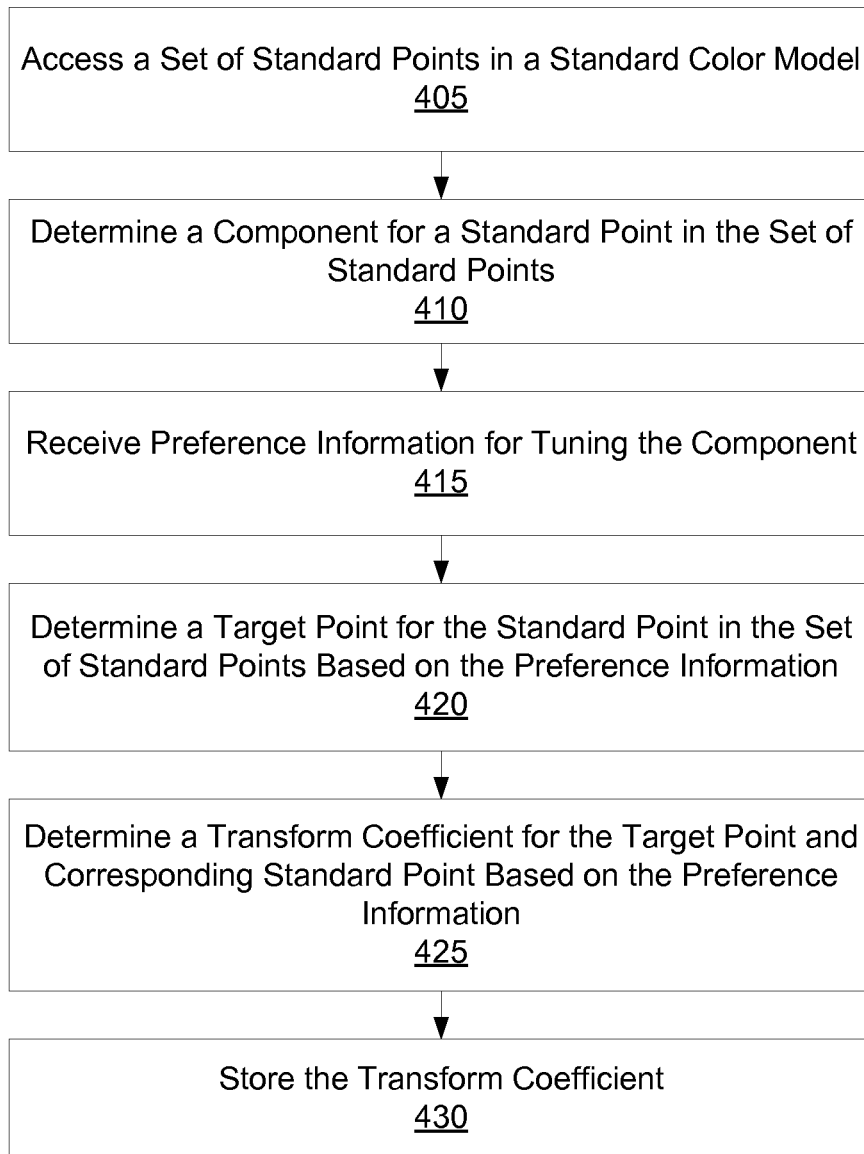 Access a Set of Standard Points in a Standard Color Model
405
Determine a Component for a Standard Point in the Set of
Standard Points
410
Receive Preference Information for Tuning the Component
415
Determine a Target Point for the Standard Point in the Set
of Standard Points Based on the Preference Information
420
Determine a Transform Coefficient for the Target Point and
Corresponding Standard Point Based on the Preference
Information
425
Store the Transform Coefficient
430